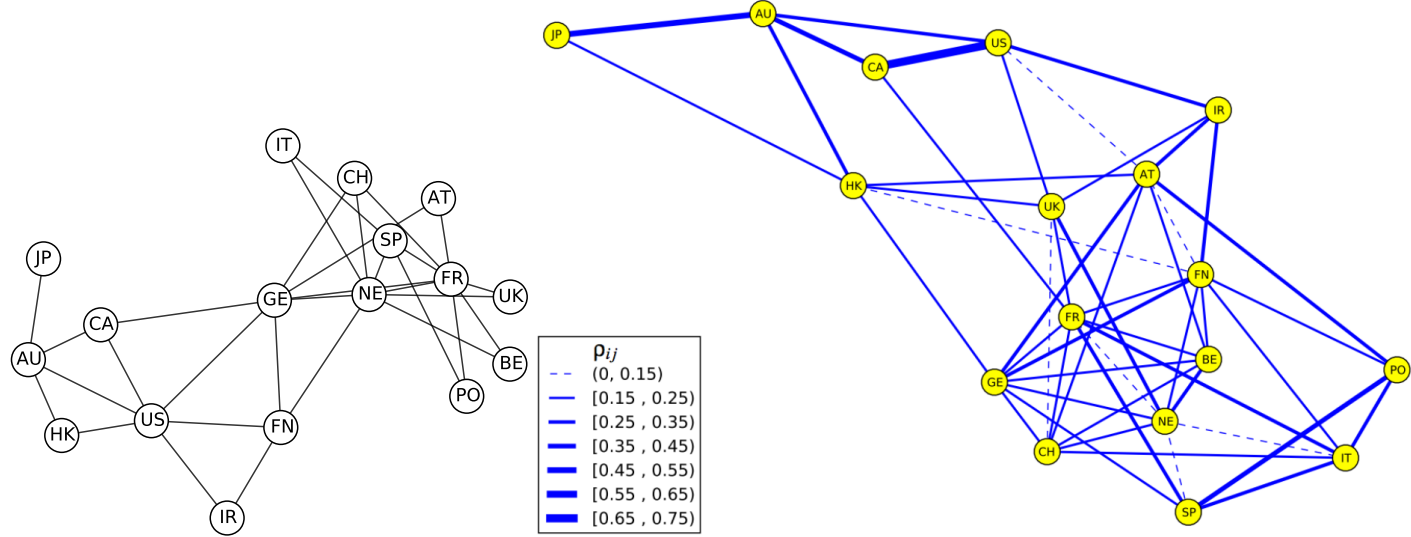 IT
CH
AT
SP
JP
FR
GE
NE
UK
CA
AU
BE
PO
US
FN
HK
IR
ρij
(0, 0.15)
[0.15 , 0.25)
[0.25 , 0.35)
[0.35 , 0.45)
[0.45 , 0.55)
[0.55 , 0.65)
[0.65 , 0.75)
AU
JP
US
CA
IR
AT
HK
UK
FN
FR
BE
PO
GE
NE
CH
IT
SP